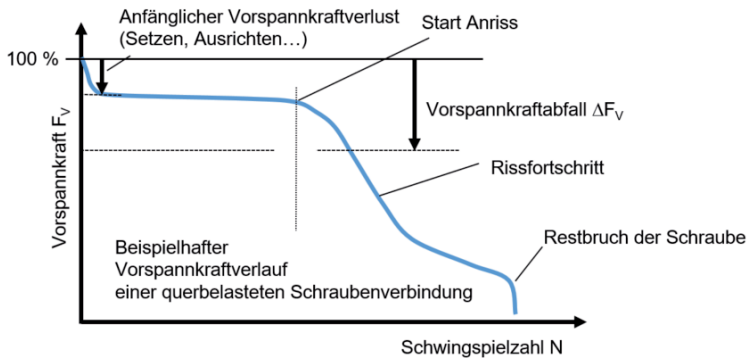 Anfänglicher Vorspannkraftverlust
(Setzen, Ausrichten…)
Start Anriss
100 %
Vorspannkraftabfall ΔFV
Vorspannkraft FV
Rissfortschritt
Restbruch der Schraube
Beispielhafter
Vorspannkraftverlauf
einer querbelasteten Schraubenverbindung
Schwingspielzahl N